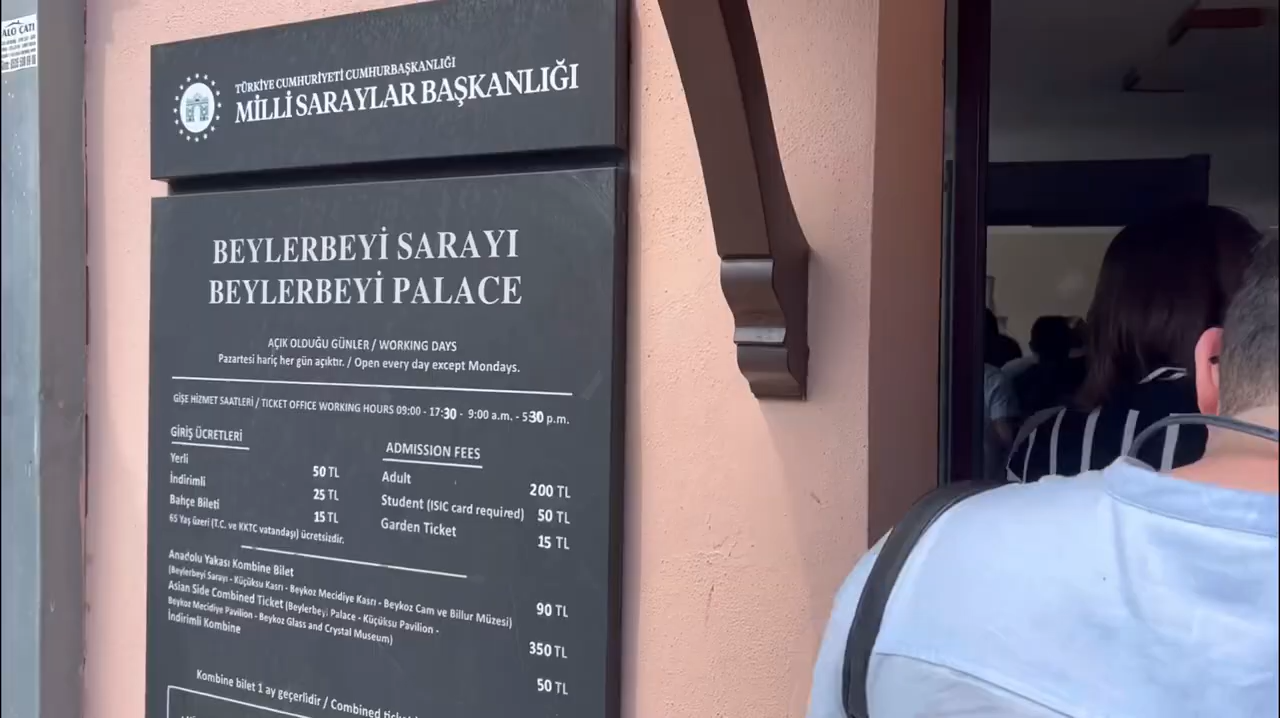 ALO ÇATI
TÜRKİYE CUMHURİYETİ CUMHURBAŞKANLIĞI
MİLLİ SARAYLAR BAŞKANLIĞI
BEYLERBEYİ SARAYI
BEYLERBEYİ PALACE
AÇIK OLDUĞU GÜNLER / WORKING DAYS
Pazartesi hariç her gün açıktır. / Open every day except Mondays.
GİŞE HİZMET SAATLERİ / TICKET OFFICE WORKING HOURS 09:00 - 17:30 - 9:00 a.m. - 5:30 p.m.
GİRİŞ ÜCRETLERİ
Yerli 50 TL
İndirimli 25 TL
Bahçe Bileti 15 TL
65 Yaş üzeri (T.C. ve KKTC vatandaşı) ücretsizdir.
ADMISSION FEES
Adult 200 TL
Student (ISIC card required) 50 TL
Garden Ticket 15 TL
Anadolu Yakası Kombine Bilet
(Beylerbeyi Sarayı - Küçüksu Kasrı - Beykoz Mecidiye Kasrı - Beykoz Cam ve Billur Müzesi) 90 TL
Asian Side Combined Ticket (Beylerbeyi Palace - Küçüksu Pavilion -
Beykoz Mecidiye Pavilion - Beykoz Glass and Crystal Museum) 350 TL
İndirimli Kombine 50 TL
Kombine bilet 1 ay geçerlidir / Combined